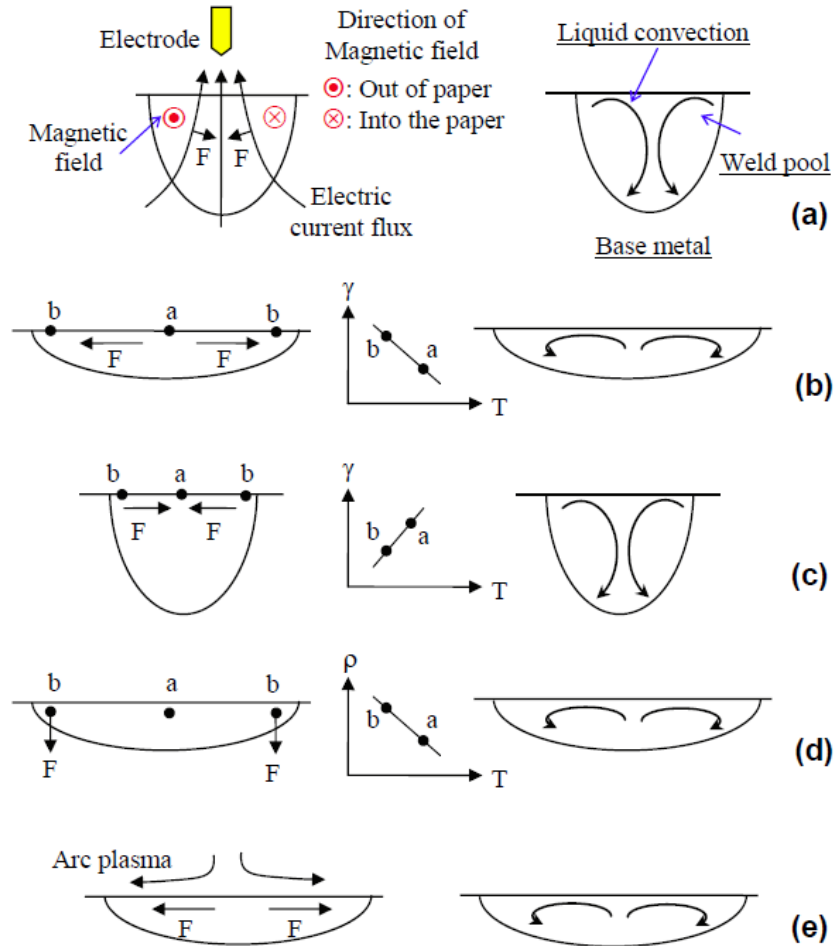 Electrode
Direction of
Magnetic field
⊙: Out of paper
⊗: Into the paper
Magnetic
field
F
F
Electric
current flux
Liquid convection
Weld pool
Base metal
(a)
b
a
b
F
F
γ
b
a
T
(b)
b
a
b
F
F
γ
b
a
T
(c)
b
a
b
F
F
ρ
b
a
T
(d)
Arc plasma
F
F
(e)